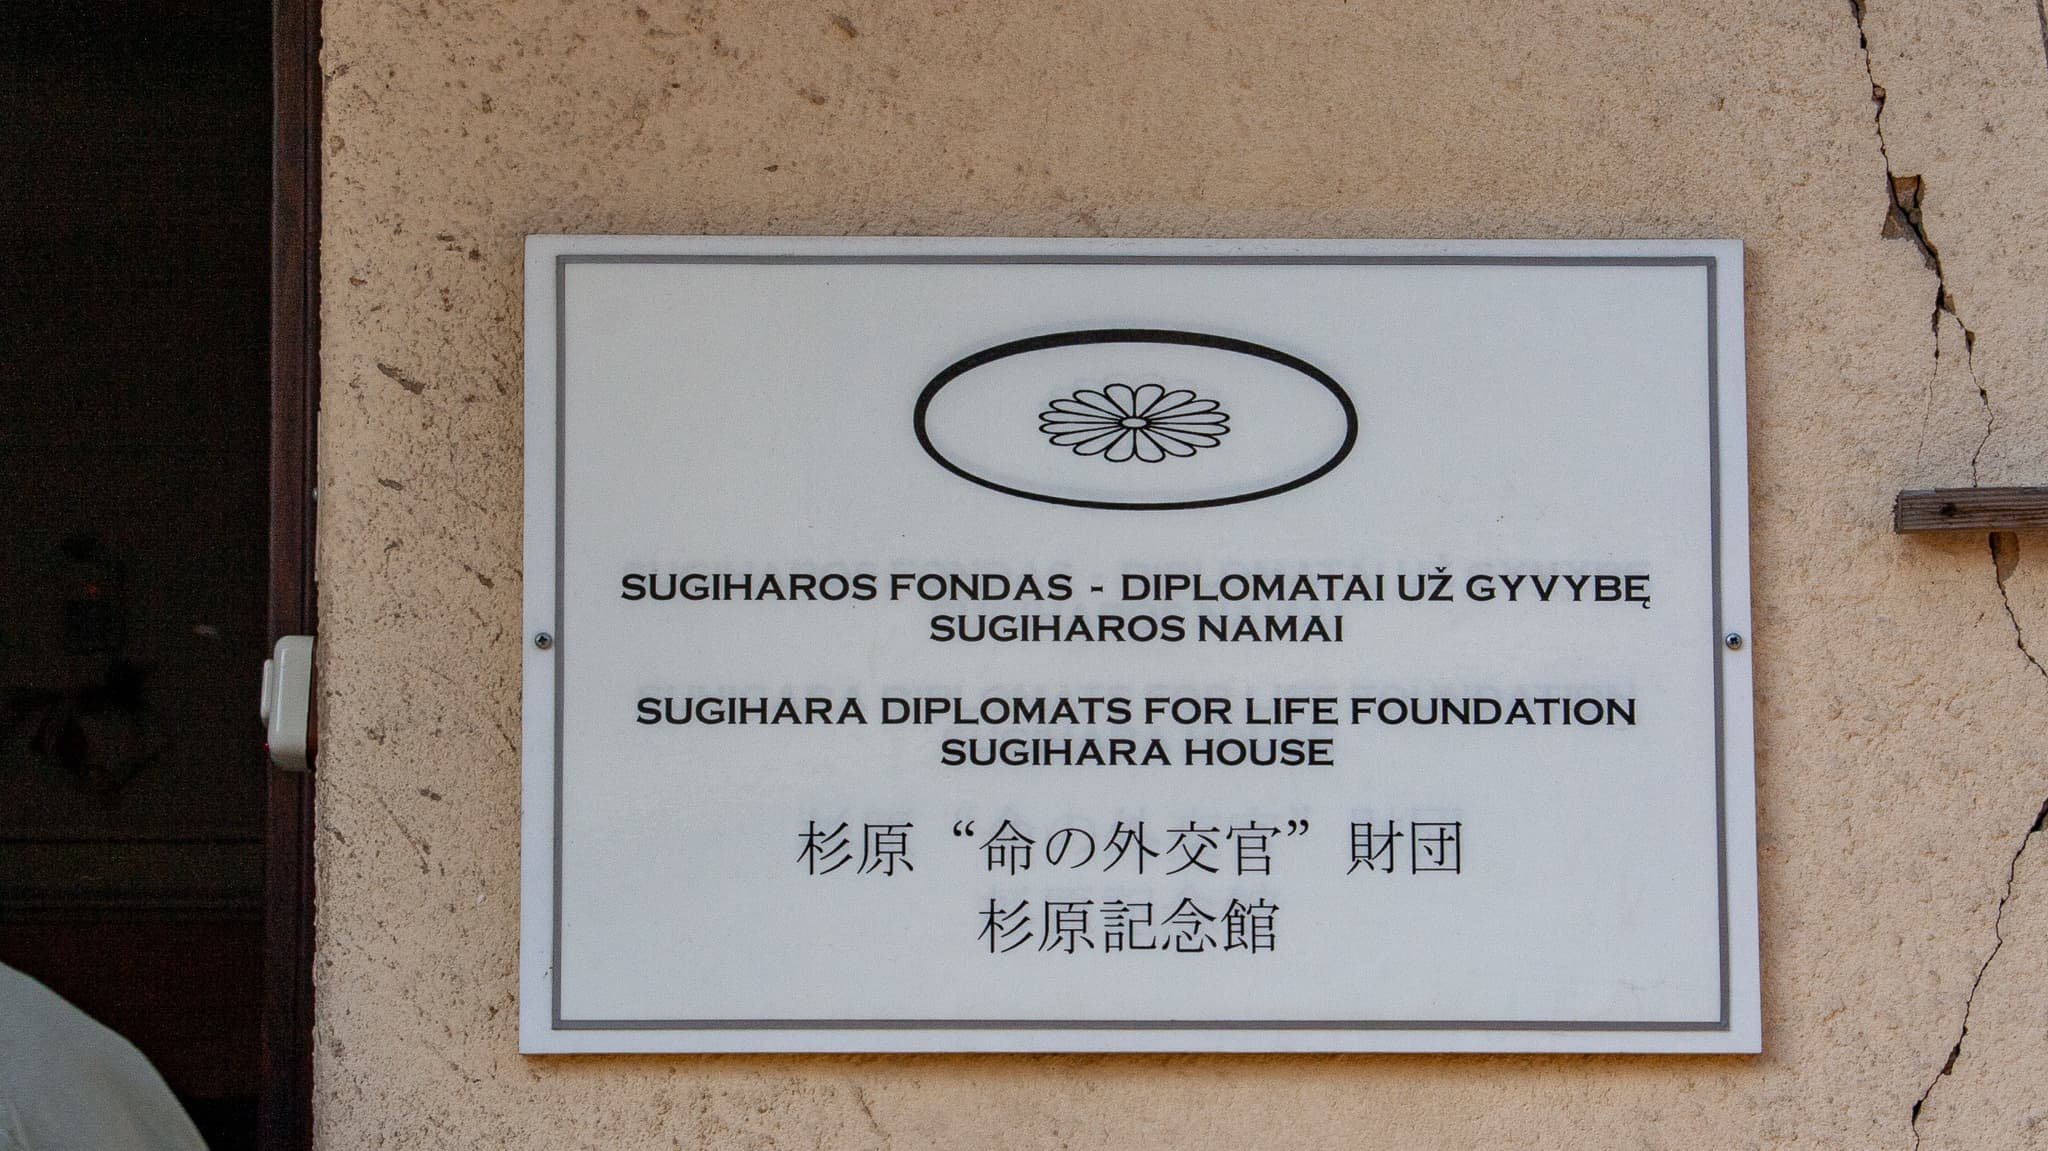 SUGIHAROS FONDAS - DIPLOMATAI UŽ GYVYBĘ
SUGIHAROS NAMAI
SUGIHARA DIPLOMATS FOR LIFE FOUNDATION
SUGIHARA HOUSE
杉原“命の外交官”財団
杉原記念館